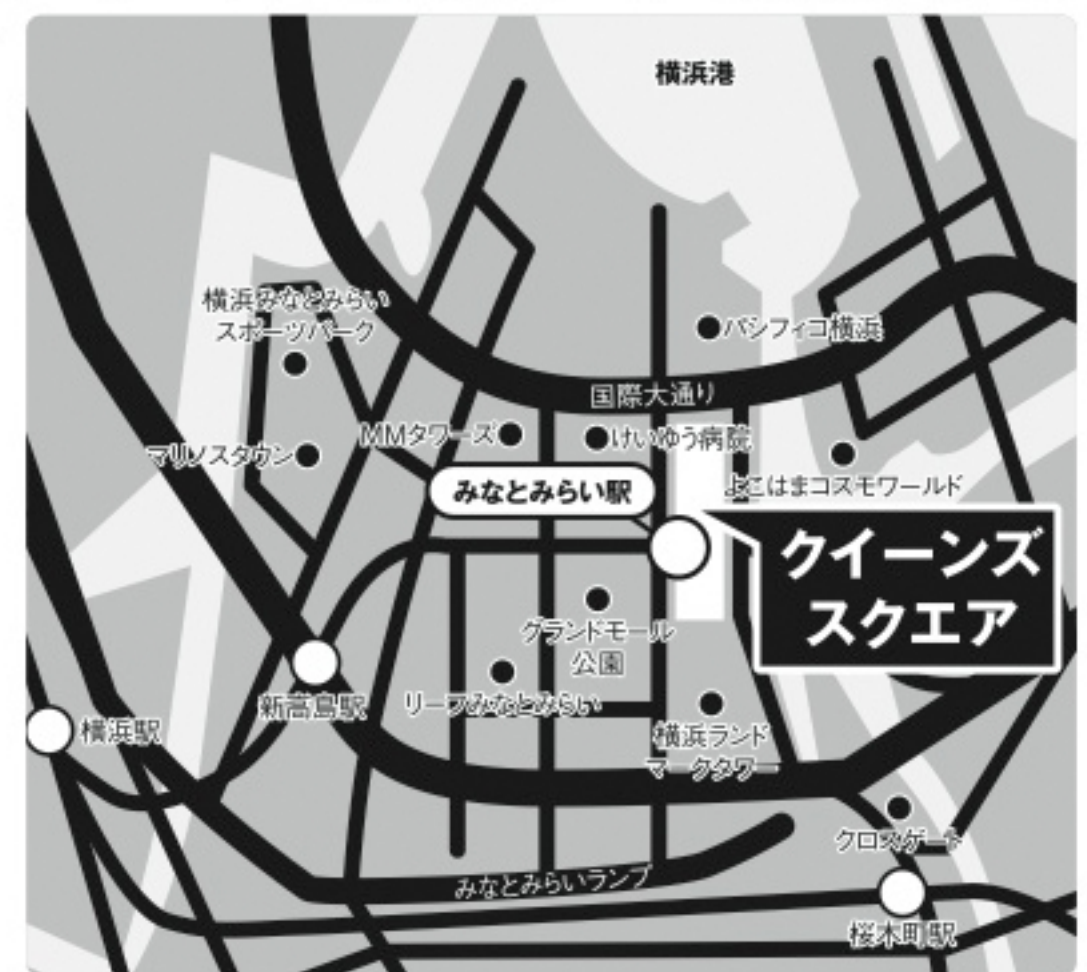 横浜港
横浜みなとみらい
スポーツパーク
パシフィコ横浜
国際大通り
MMタワーズ
けいゆう病院
マリノスタウン
よこはまコスモワールド
みなとみらい駅
クイーンズ
スクエア
グランドモール
公園
リーフみなとみらい
新高島駅
横浜駅
横浜ランド
マークタワー
クロスゲート
みなとみらいランプ
桜木町駅